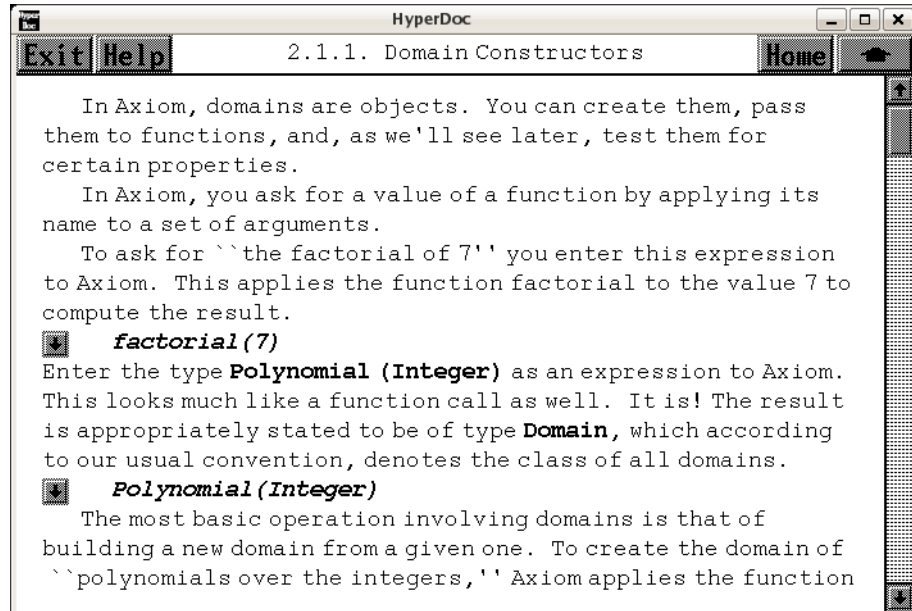 Hyper Doc
HyperDoc
Exit Help 2.1.1. Domain Constructors Home
In Axiom, domains are objects. You can create them, pass
them to functions, and, as we'll see later, test them for
certain properties.
In Axiom, you ask for a value of a function by applying its
name to a set of arguments.
To ask for ``the factorial of 7'' you enter this expression
to Axiom. This applies the function factorial to the value 7 to
compute the result.
factorial(7)
Enter the type Polynomial (Integer) as an expression to Axiom.
This looks much like a function call as well. It is! The result
is appropriately stated to be of type Domain, which according
to our usual convention, denotes the class of all domains.
Polynomial(Integer)
The most basic operation involving domains is that of
building a new domain from a given one. To create the domain of
``polynomials over the integers,'' Axiom applies the function